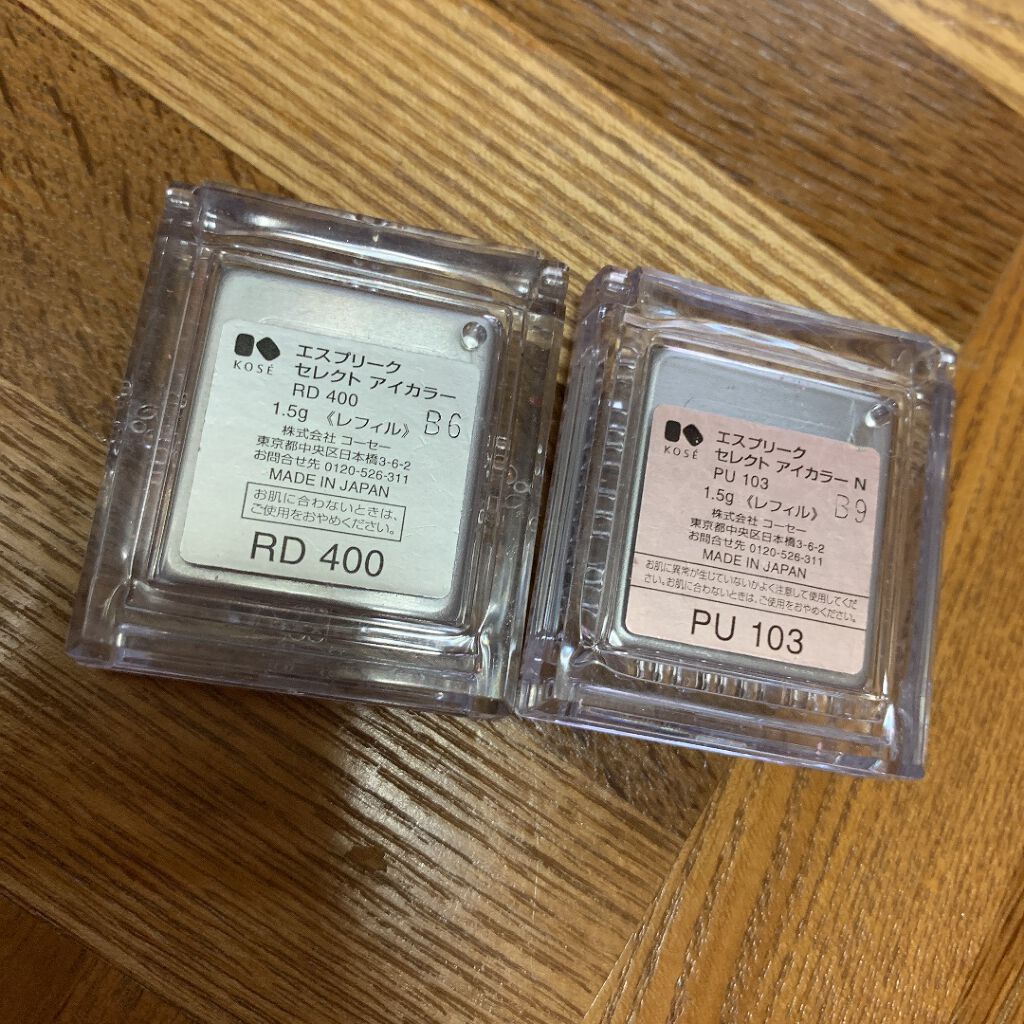 KOSÉ
エスプリーク
セレクト アイカラー
RD 400
1.5g 《レフィル》 B6
株式会社 コーセー
東京都中央区日本橋3-6-2
お問合せ先 0120-526-311
MADE IN JAPAN
お肌に合わないときは、
ご使用をおやめください。
RD 400
KOSÉ
エスプリーク
セレクト アイカラー N
PU 103
1.5g 《レフィル》 B9
株式会社 コーセー
東京都中央区日本橋3-6-2
お問合せ先 0120-526-311
MADE IN JAPAN
お肌に異常が生じていないかよく注意して使用してくだ
さい。お肌に合わないときは、ご使用をおやめください。
PU 103